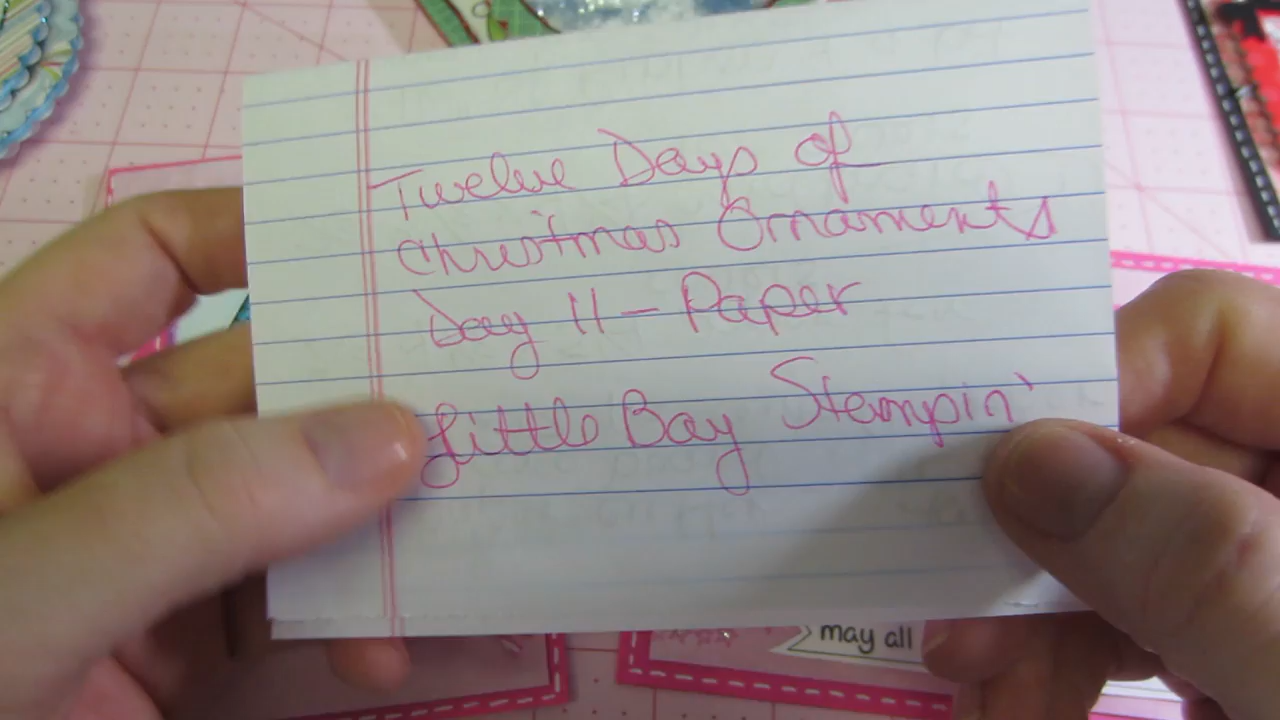 Twelve Days of
Christmas Ornaments
Day 11 - Paper
Little Bay Stempin'
may all